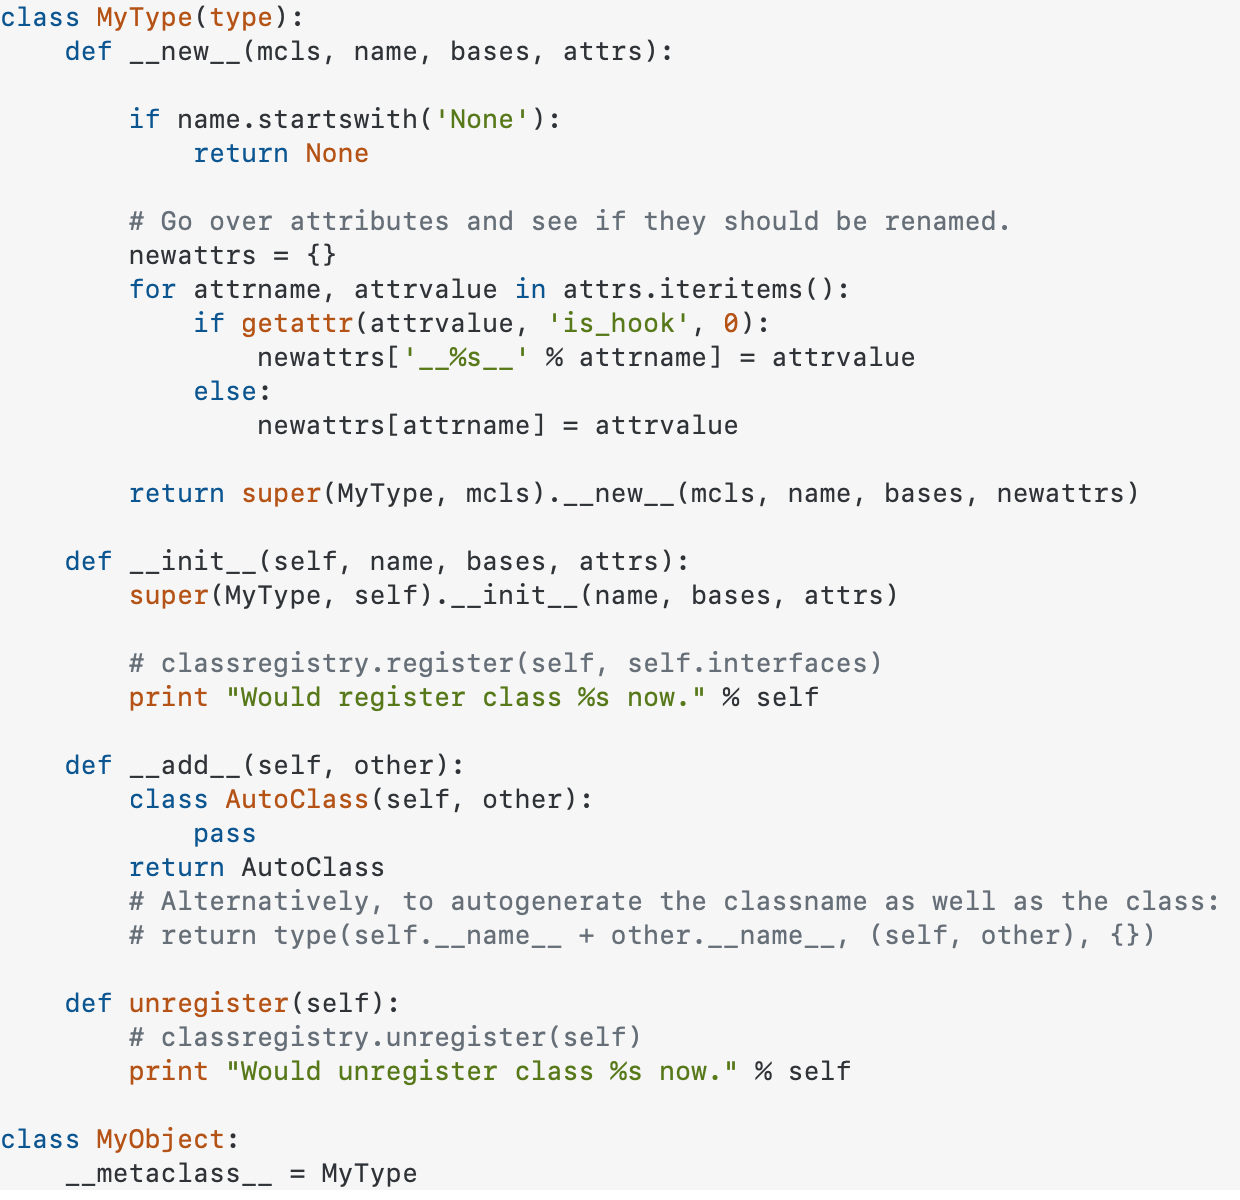 class MyType(type):
    def __new__(mcls, name, bases, attrs):

        if name.startswith('None'):
            return None

        # Go over attributes and see if they should be renamed.
        newattrs = {}
        for attrname, attrvalue in attrs.iteritems():
            if getattr(attrvalue, 'is_hook', 0):
                newattrs['__%s__' % attrname] = attrvalue
            else:
                newattrs[attrname] = attrvalue

        return super(MyType, mcls).__new__(mcls, name, bases, newattrs)

    def __init__(self, name, bases, attrs):
        super(MyType, self).__init__(name, bases, attrs)

        # classregistry.register(self, self.interfaces)
        print "Would register class %s now." % self

    def __add__(self, other):
        class AutoClass(self, other):
            pass
        return AutoClass
        # Alternatively, to autogenerate the classname as well as the class:
        # return type(self.__name__ + other.__name__, (self, other), {})

    def unregister(self):
        # classregistry.unregister(self)
        print "Would unregister class %s now." % self

class MyObject:
    __metaclass__ = MyType